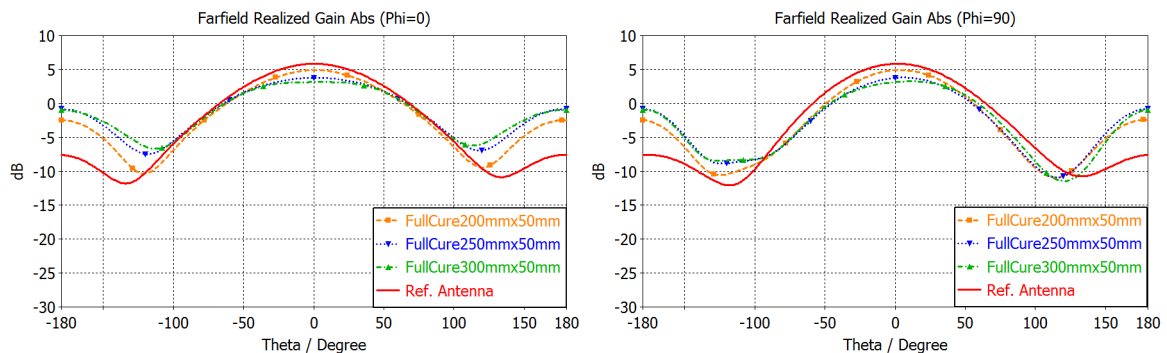 Farfield Realized Gain Abs (Phi=0)
10
5
0
-5
-10
-15
-20
-25
-30
dB
FullCure200mmx50mm
FullCure250mmx50mm
FullCure300mmx50mm
Ref. Antenna
-180 -100 -50 0 50 100 150 180
Theta / Degree
Farfield Realized Gain Abs (Phi=90)
10
5
0
-5
-10
-15
-20
-25
-30
dB
FullCure200mmx50mm
FullCure250mmx50mm
FullCure300mmx50mm
Ref. Antenna
-180 -100 -50 0 50 100 150 180
Theta / Degree